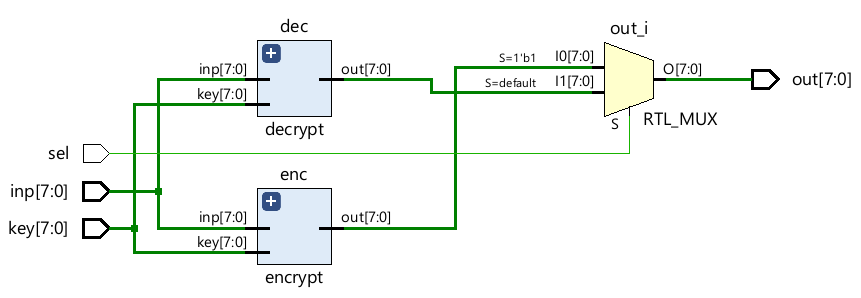 dec
out_i
inp[7:0]
key[7:0]
out[7:0]
decrypt
S=1'b1
I0[7:0]
S=default
I1[7:0]
O[7:0]
out[7:0]
S
RTL_MUX
sel
inp[7:0]
key[7:0]
enc
inp[7:0]
key[7:0]
out[7:0]
encrypt